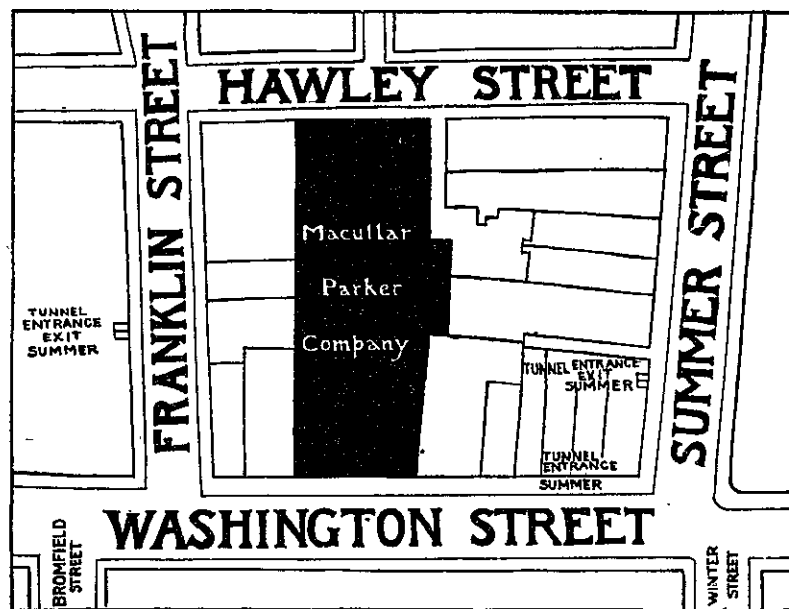 HAWLEY STREET
FRANKLIN STREET
SUMMER STREET
Macullar
Parker
Company
TUNNEL
ENTRANCE
EXIT
SUMMER
TUNNEL ENTRANCE
EXIT
SUMMER
TUNNEL
ENTRANCE
SUMMER
WASHINGTON STREET
BROMFIELD
STREET
WINTER
STREET